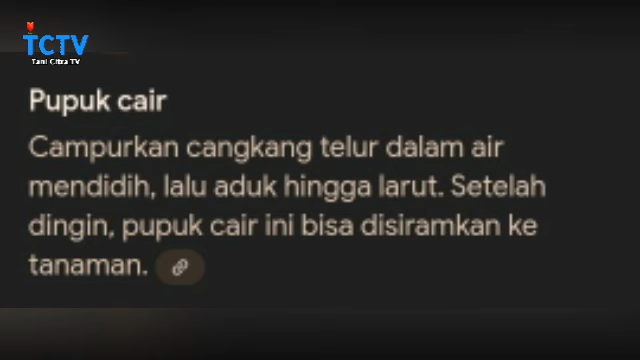 TCTV
Tani Citra TV
Pupuk cair
Campurkan cangkang telur dalam air
mendidih, lalu aduk hingga larut. Setelah
dingin, pupuk cair ini bisa disiramkan ke
tanaman.